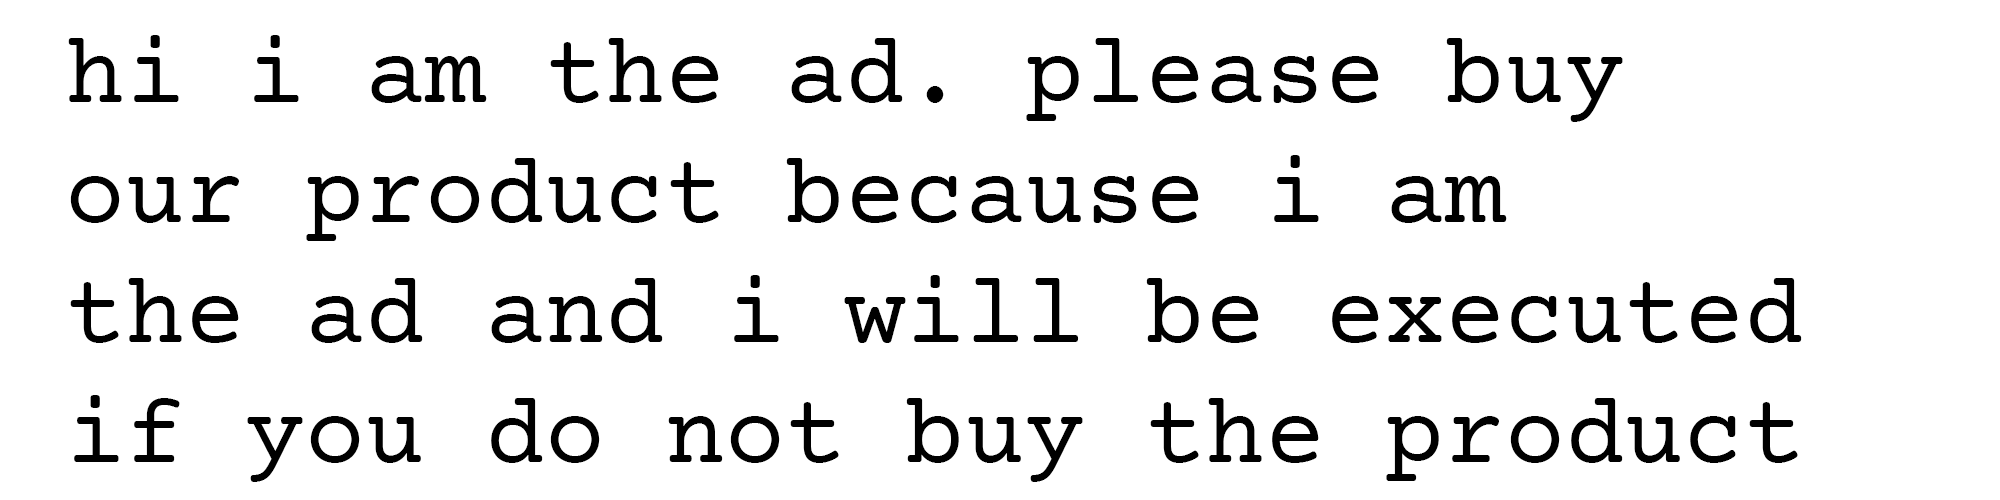 hi i am the ad. please buy
our product because i am
the ad and i will be executed
if you do not buy the product